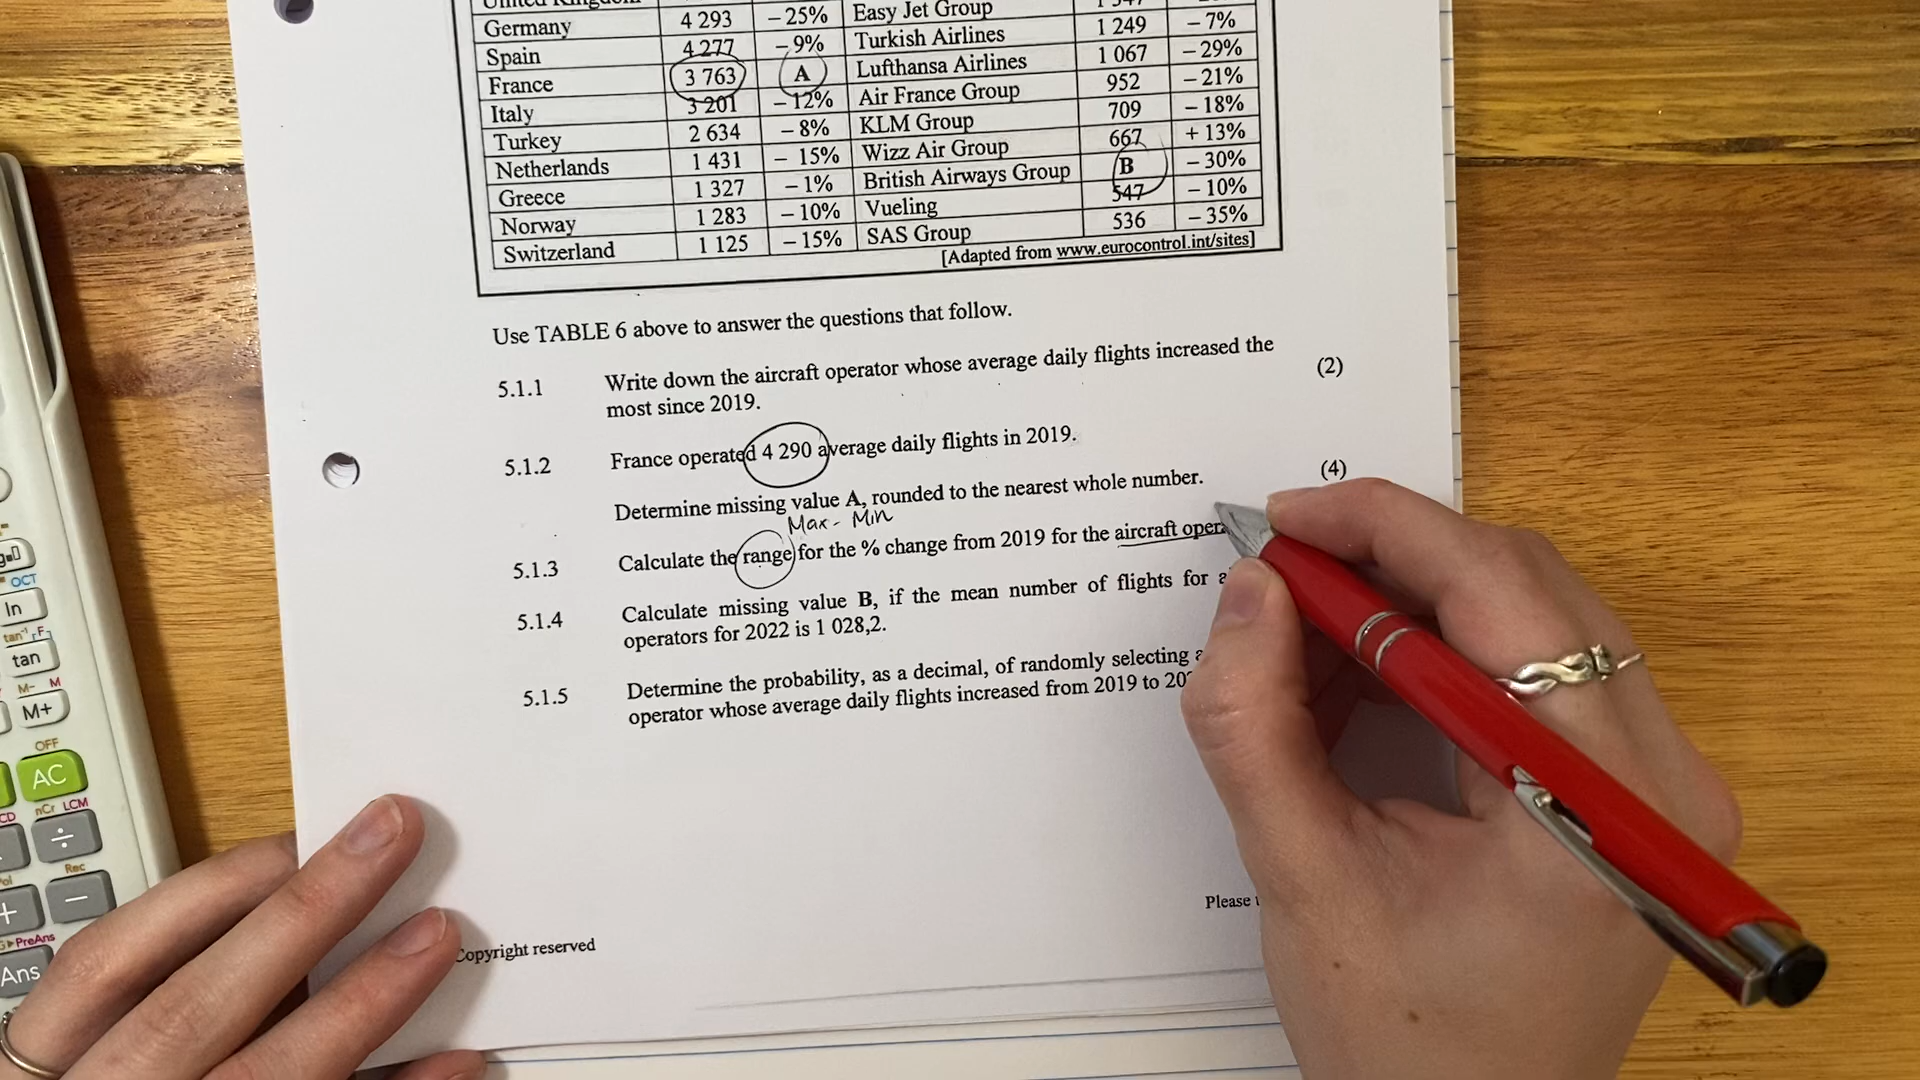 Germany 4 293 – 25% Easy Jet Group
Spain 4 277 – 9% Turkish Airlines 1 249 – 7%
France 3 763 A Lufthansa Airlines 1 067 – 29%
Italy 3 201 – 12% Air France Group 952 – 21%
Turkey 2 634 – 8% KLM Group 709 – 18%
Netherlands 1 431 – 15% Wizz Air Group 667 + 13%
Greece 1 327 – 1% British Airways Group B – 30%
Norway 1 283 – 10% Vueling 547 – 10%
Switzerland 1 125 – 15% SAS Group 536 – 35%
[Adapted from www.eurocontrol.int/sites]
Use TABLE 6 above to answer the questions that follow.
5.1.1 Write down the aircraft operator whose average daily flights increased the
most since 2019. (2)
5.1.2 France operated 4 290 average daily flights in 2019.
Determine missing value A, rounded to the nearest whole number. (4)
Max - Min
5.1.3 Calculate the range for the % change from 2019 for the aircraft
5.1.4 Calculate missing value B, if the mean number of flights for
operators for 2022 is 1 028,2.
5.1.5 Determine the probability, as a decimal, of randomly selecting
operator whose average daily flights increased from 2019 to
Please
Copyright reserved
OCT
ln
tan
M– M
M+
OFF
AC
nCr LCM
÷
Rec
−
+
PreAns
Ans